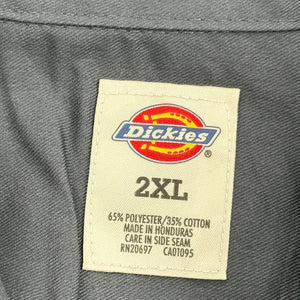 Dickies®
2XL
65% POLYESTER/35% COTTON
MADE IN HONDURAS
CARE IN SIDE SEAM
RN20697 CA01095